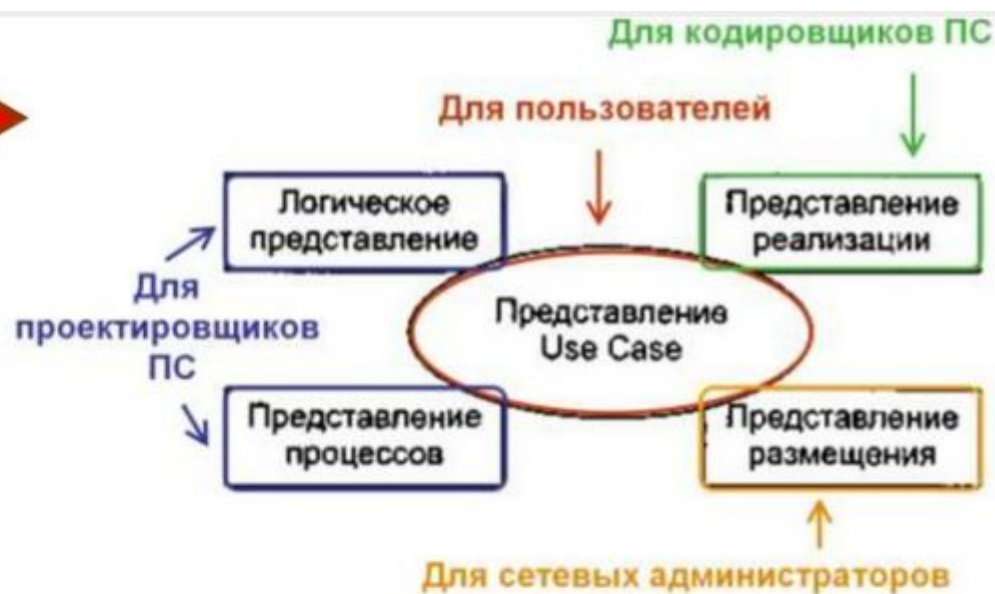 Для кодировщиков ПС
Для пользователей
Логическое
представление
Представление
реализации
Для
проектировщиков
ПС
Представление
Use Case
Представление
процессов
Представление
размещения
Для сетевых администраторов